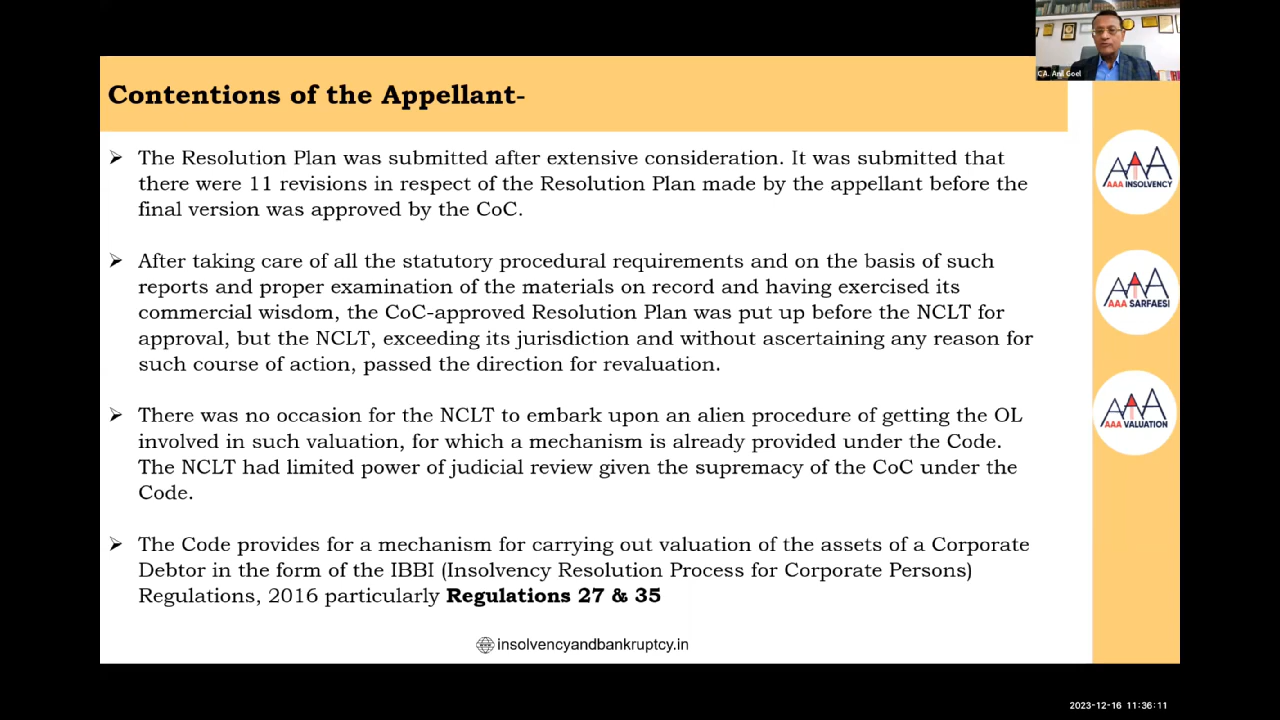 C.A. Anil Goel
Contentions of the Appellant-
➢ The Resolution Plan was submitted after extensive consideration. It was submitted that
there were 11 revisions in respect of the Resolution Plan made by the appellant before the
final version was approved by the CoC.
➢ After taking care of all the statutory procedural requirements and on the basis of such
reports and proper examination of the materials on record and having exercised its
commercial wisdom, the CoC-approved Resolution Plan was put up before the NCLT for
approval, but the NCLT, exceeding its jurisdiction and without ascertaining any reason for
such course of action, passed the direction for revaluation.
➢ There was no occasion for the NCLT to embark upon an alien procedure of getting the OL
involved in such valuation, for which a mechanism is already provided under the Code.
The NCLT had limited power of judicial review given the supremacy of the CoC under the
Code.
➢ The Code provides for a mechanism for carrying out valuation of the assets of a Corporate
Debtor in the form of the IBBI (Insolvency Resolution Process for Corporate Persons)
Regulations, 2016 particularly Regulations 27 & 35
insolvencyandbankruptcy.in
AAA
AAA INSOLVENCY
AAA
AAA SARFAESI
AAA
AAA VALUATION
2023-12-16 11:36:11